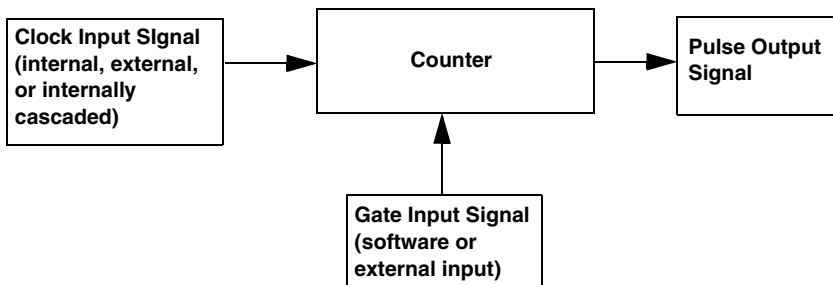 Clock Input SIgnal
(internal, external,
or internally
cascaded)
Counter
Pulse Output
Signal
Gate Input Signal
(software or
external input)